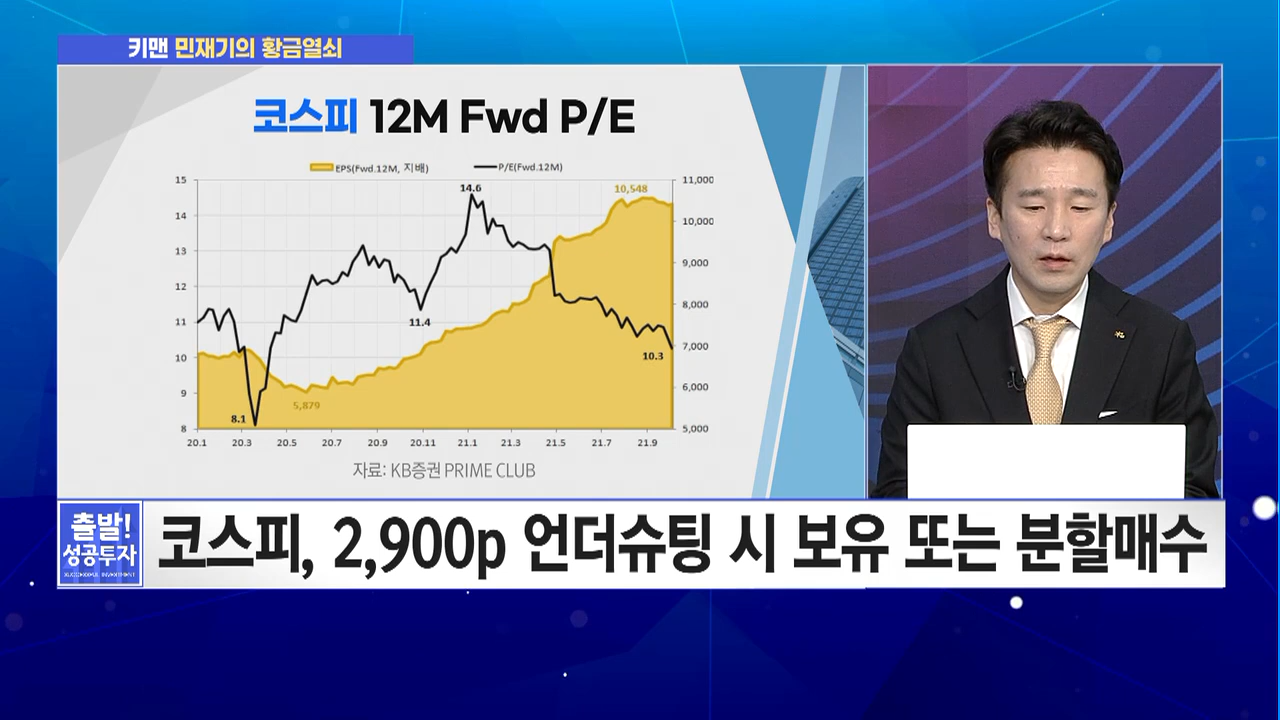 키맨 민재기의 황금열쇠
코스피 12M Fwd P/E
EPS(Fwd.12M, 지배) P/E(Fwd.12M)
15 11,000
14 10,000
13 9,000
12 8,000
11 7,000
10 6,000
9 5,000
8
14.6
10,548
11.4
10.3
5,879
8.1
20.1 20.3 20.5 20.7 20.9 20.11 21.1 21.3 21.5 21.7 21.9
자료: KB증권 PRIME CLUB
출발!
성공투자
SUCCESSFUL INVESTMENT
코스피, 2,900p 언더슈팅 시 보유 또는 분할매수